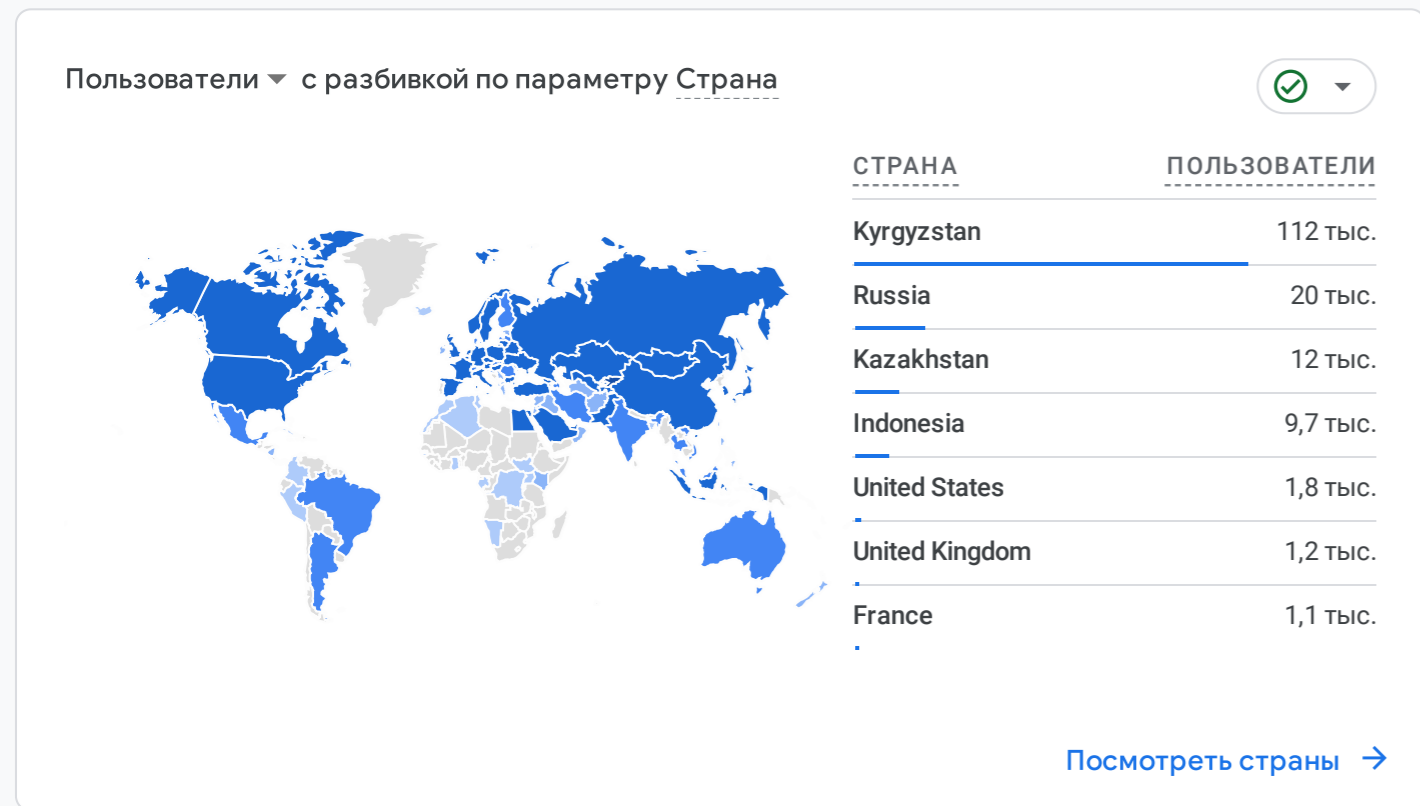 Пользователи с разбивкой по параметру Страна
СТРАНА ПОЛЬЗОВАТЕЛИ
Kyrgyzstan 112 тыс.
Russia 20 тыс.
Kazakhstan 12 тыс.
Indonesia 9,7 тыс.
United States 1,8 тыс.
United Kingdom 1,2 тыс.
France 1,1 тыс.
Посмотреть страны